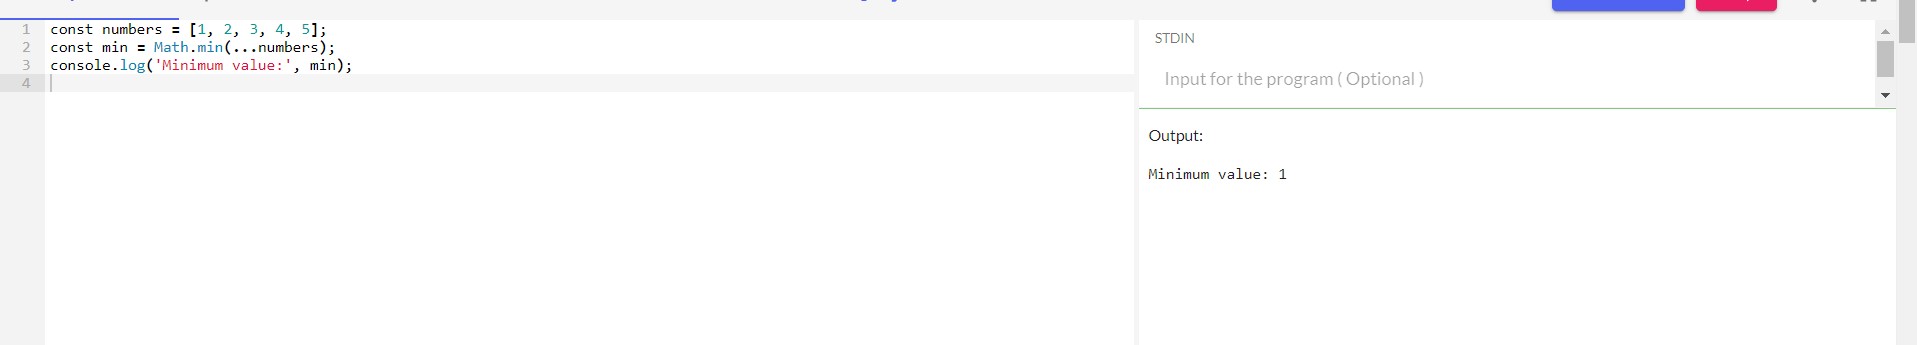 1 const numbers = [1, 2, 3, 4, 5];
2 const min = Math.min(...numbers);
3 console.log('Minimum value:', min);
4
STDIN
Input for the program ( Optional )
Output:
Minimum value: 1